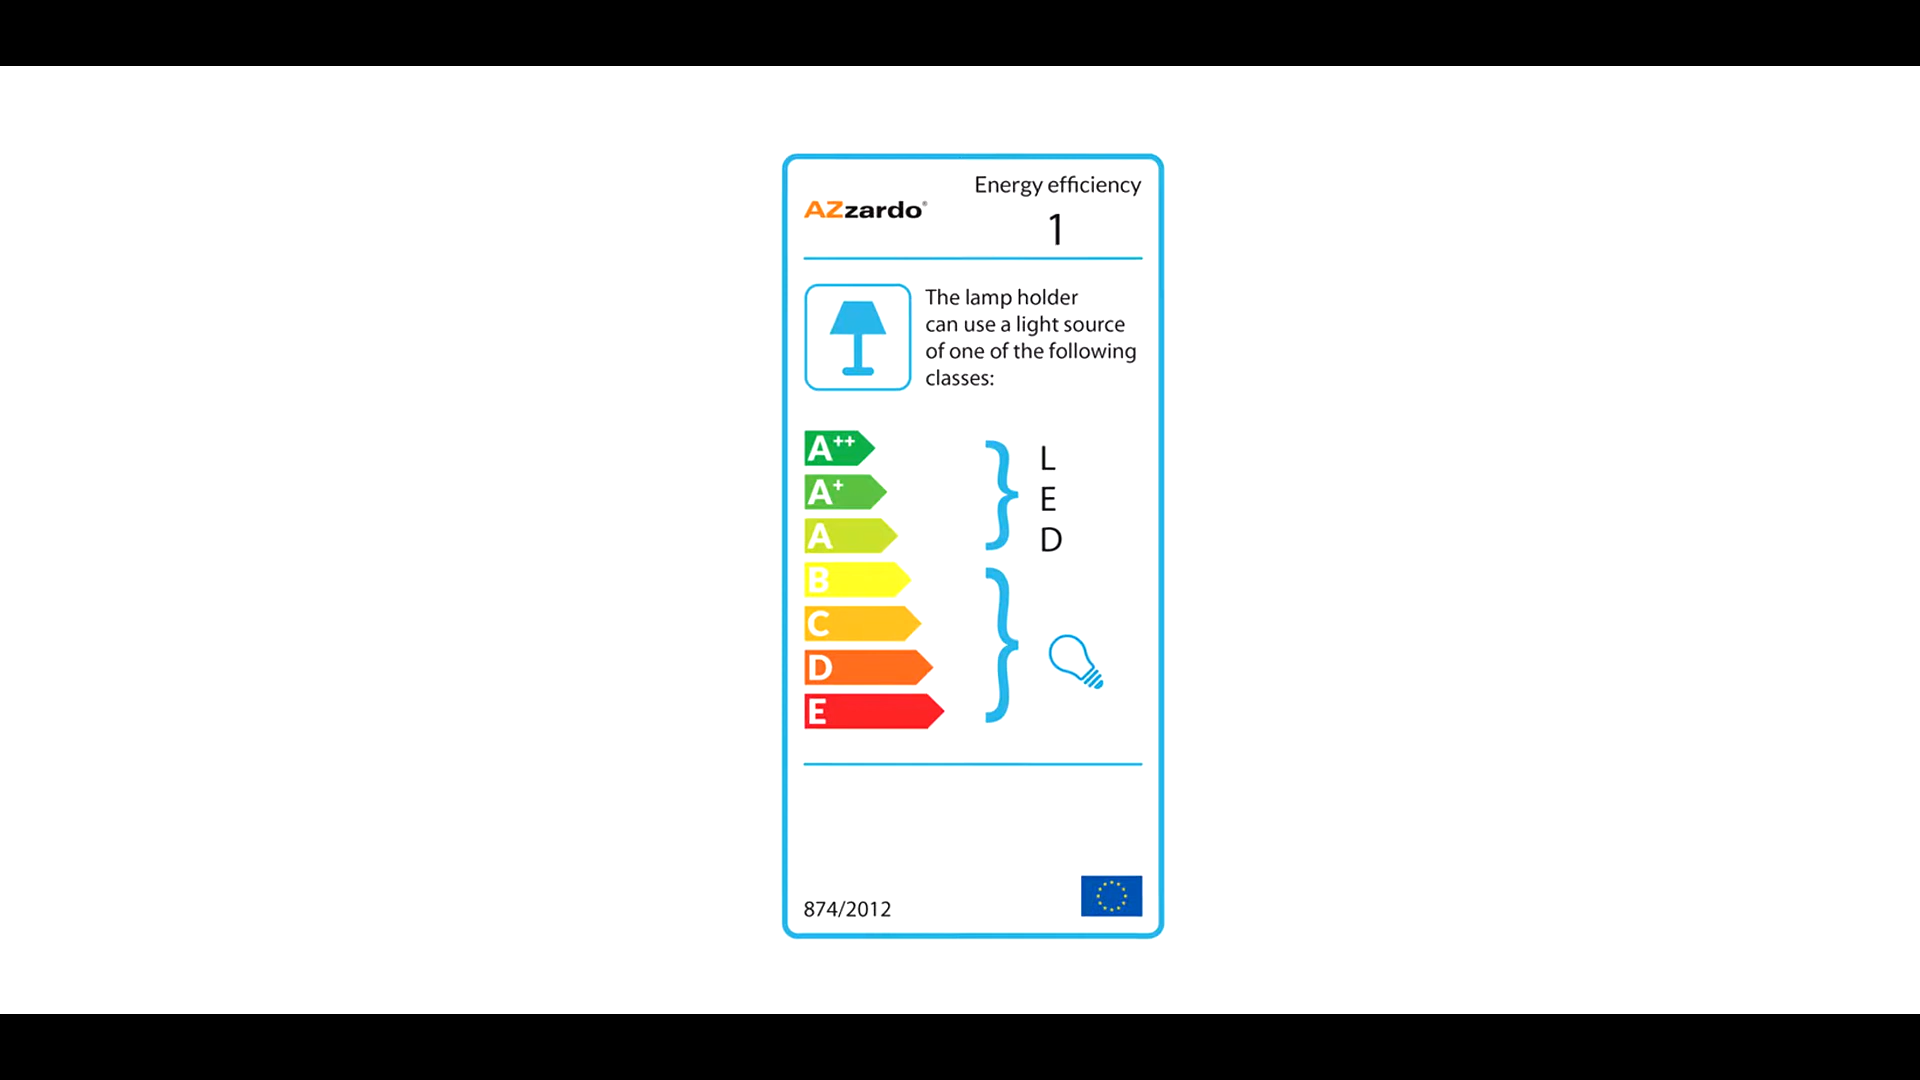 AZzardo®
Energy efficiency
1
The lamp holder
can use a light source
of one of the following
classes:
A++
A+
A
B
C
D
E
L
E
D
874/2012